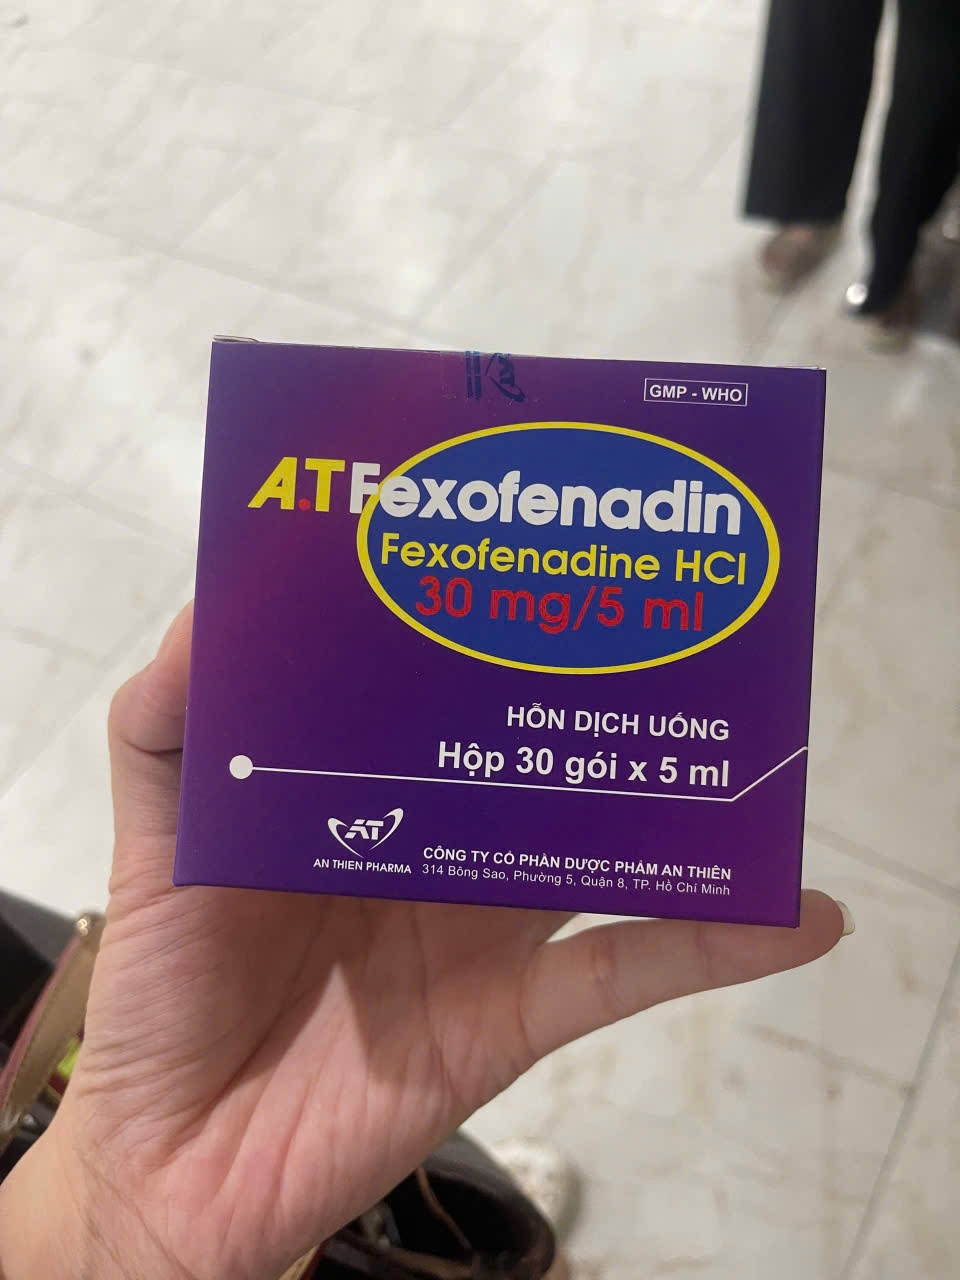 GMP - WHO
A.T Fexofenadin
Fexofenadine HCl
30 mg/5 ml
HỖN DỊCH UỐNG
Hộp 30 gói x 5 ml
AT
AN THIEN PHARMA
CÔNG TY CỔ PHẦN DƯỢC PHẨM AN THIÊN
314 Bông Sao, Phường 5, Quận 8, TP. Hồ Chí Minh